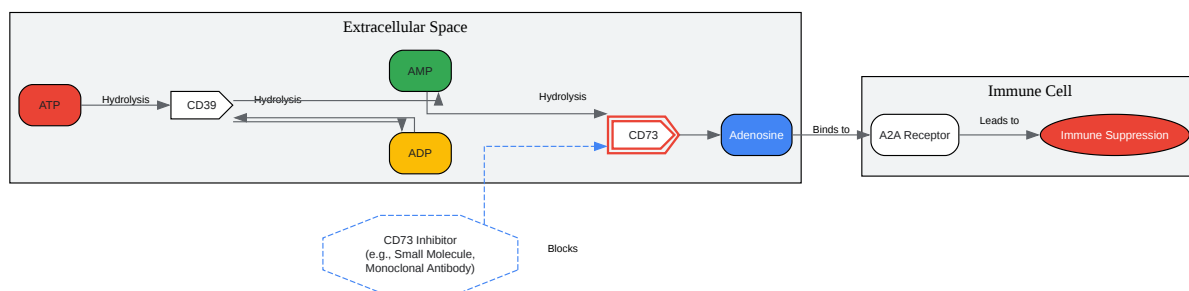 Extracellular Space
ATP
Hydrolysis
CD39
Hydrolysis
AMP
ADP
Hydrolysis
CD73
Adenosine
Binds to
Immune Cell
A2A Receptor
Leads to
Immune Suppression
CD73 Inhibitor
(e.g., Small Molecule,
Monoclonal Antibody)
Blocks